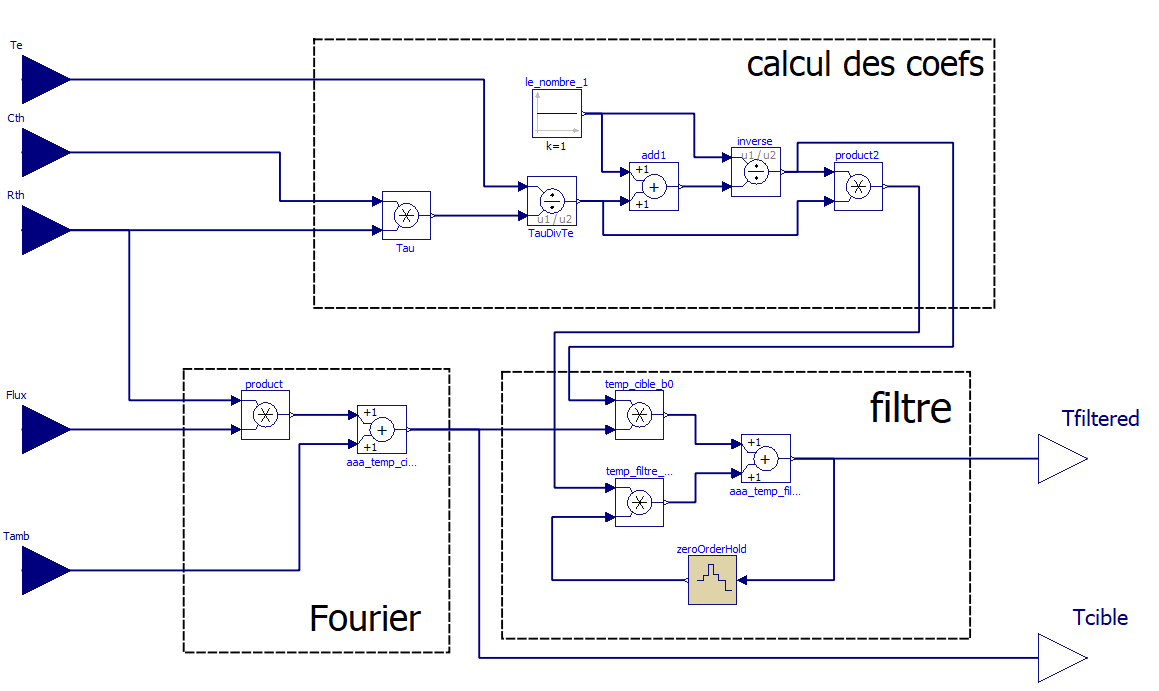 Te
calcul des coefs
le_nombre_1
k=1
Cth
inverse
u1/u2
add1
+1
+
+1
product2
Rth
u1/u2
TauDivTe
Tau
Flux
product
+1
+
+1
aaa_temp_ci...
temp_cible_b0
filtre
Tfiltered
+1
+
+1
temp_filtre_...
aaa_temp_fil...
Tamb
zeroOrderHold
Fourier
Tcible